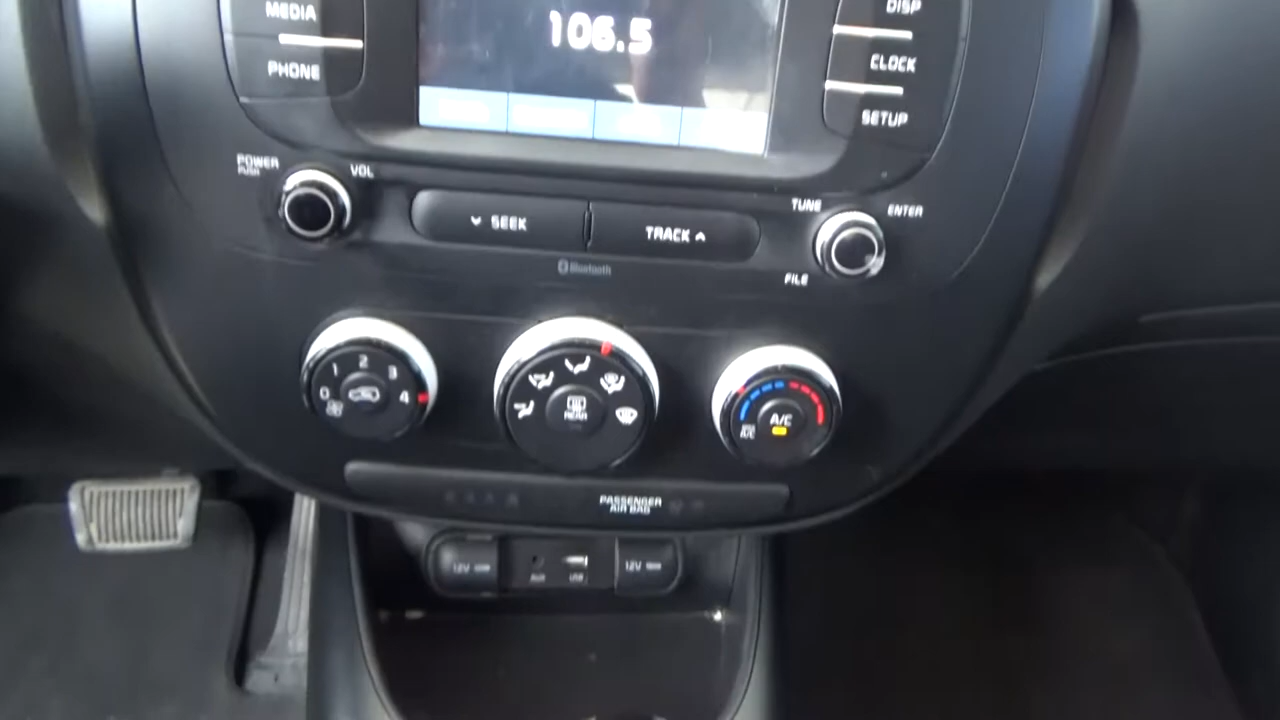 MEDIA
PHONE
106.5
DISP
CLOCK
SETUP
POWER
PUSH
VOL
SEEK
TRACK
TUNE
ENTER
FILE
Bluetooth
0 1 2 3 4
REAR
A/C
A/C
PASSENGER
AIR BAG
12V
AUX
USB
12V